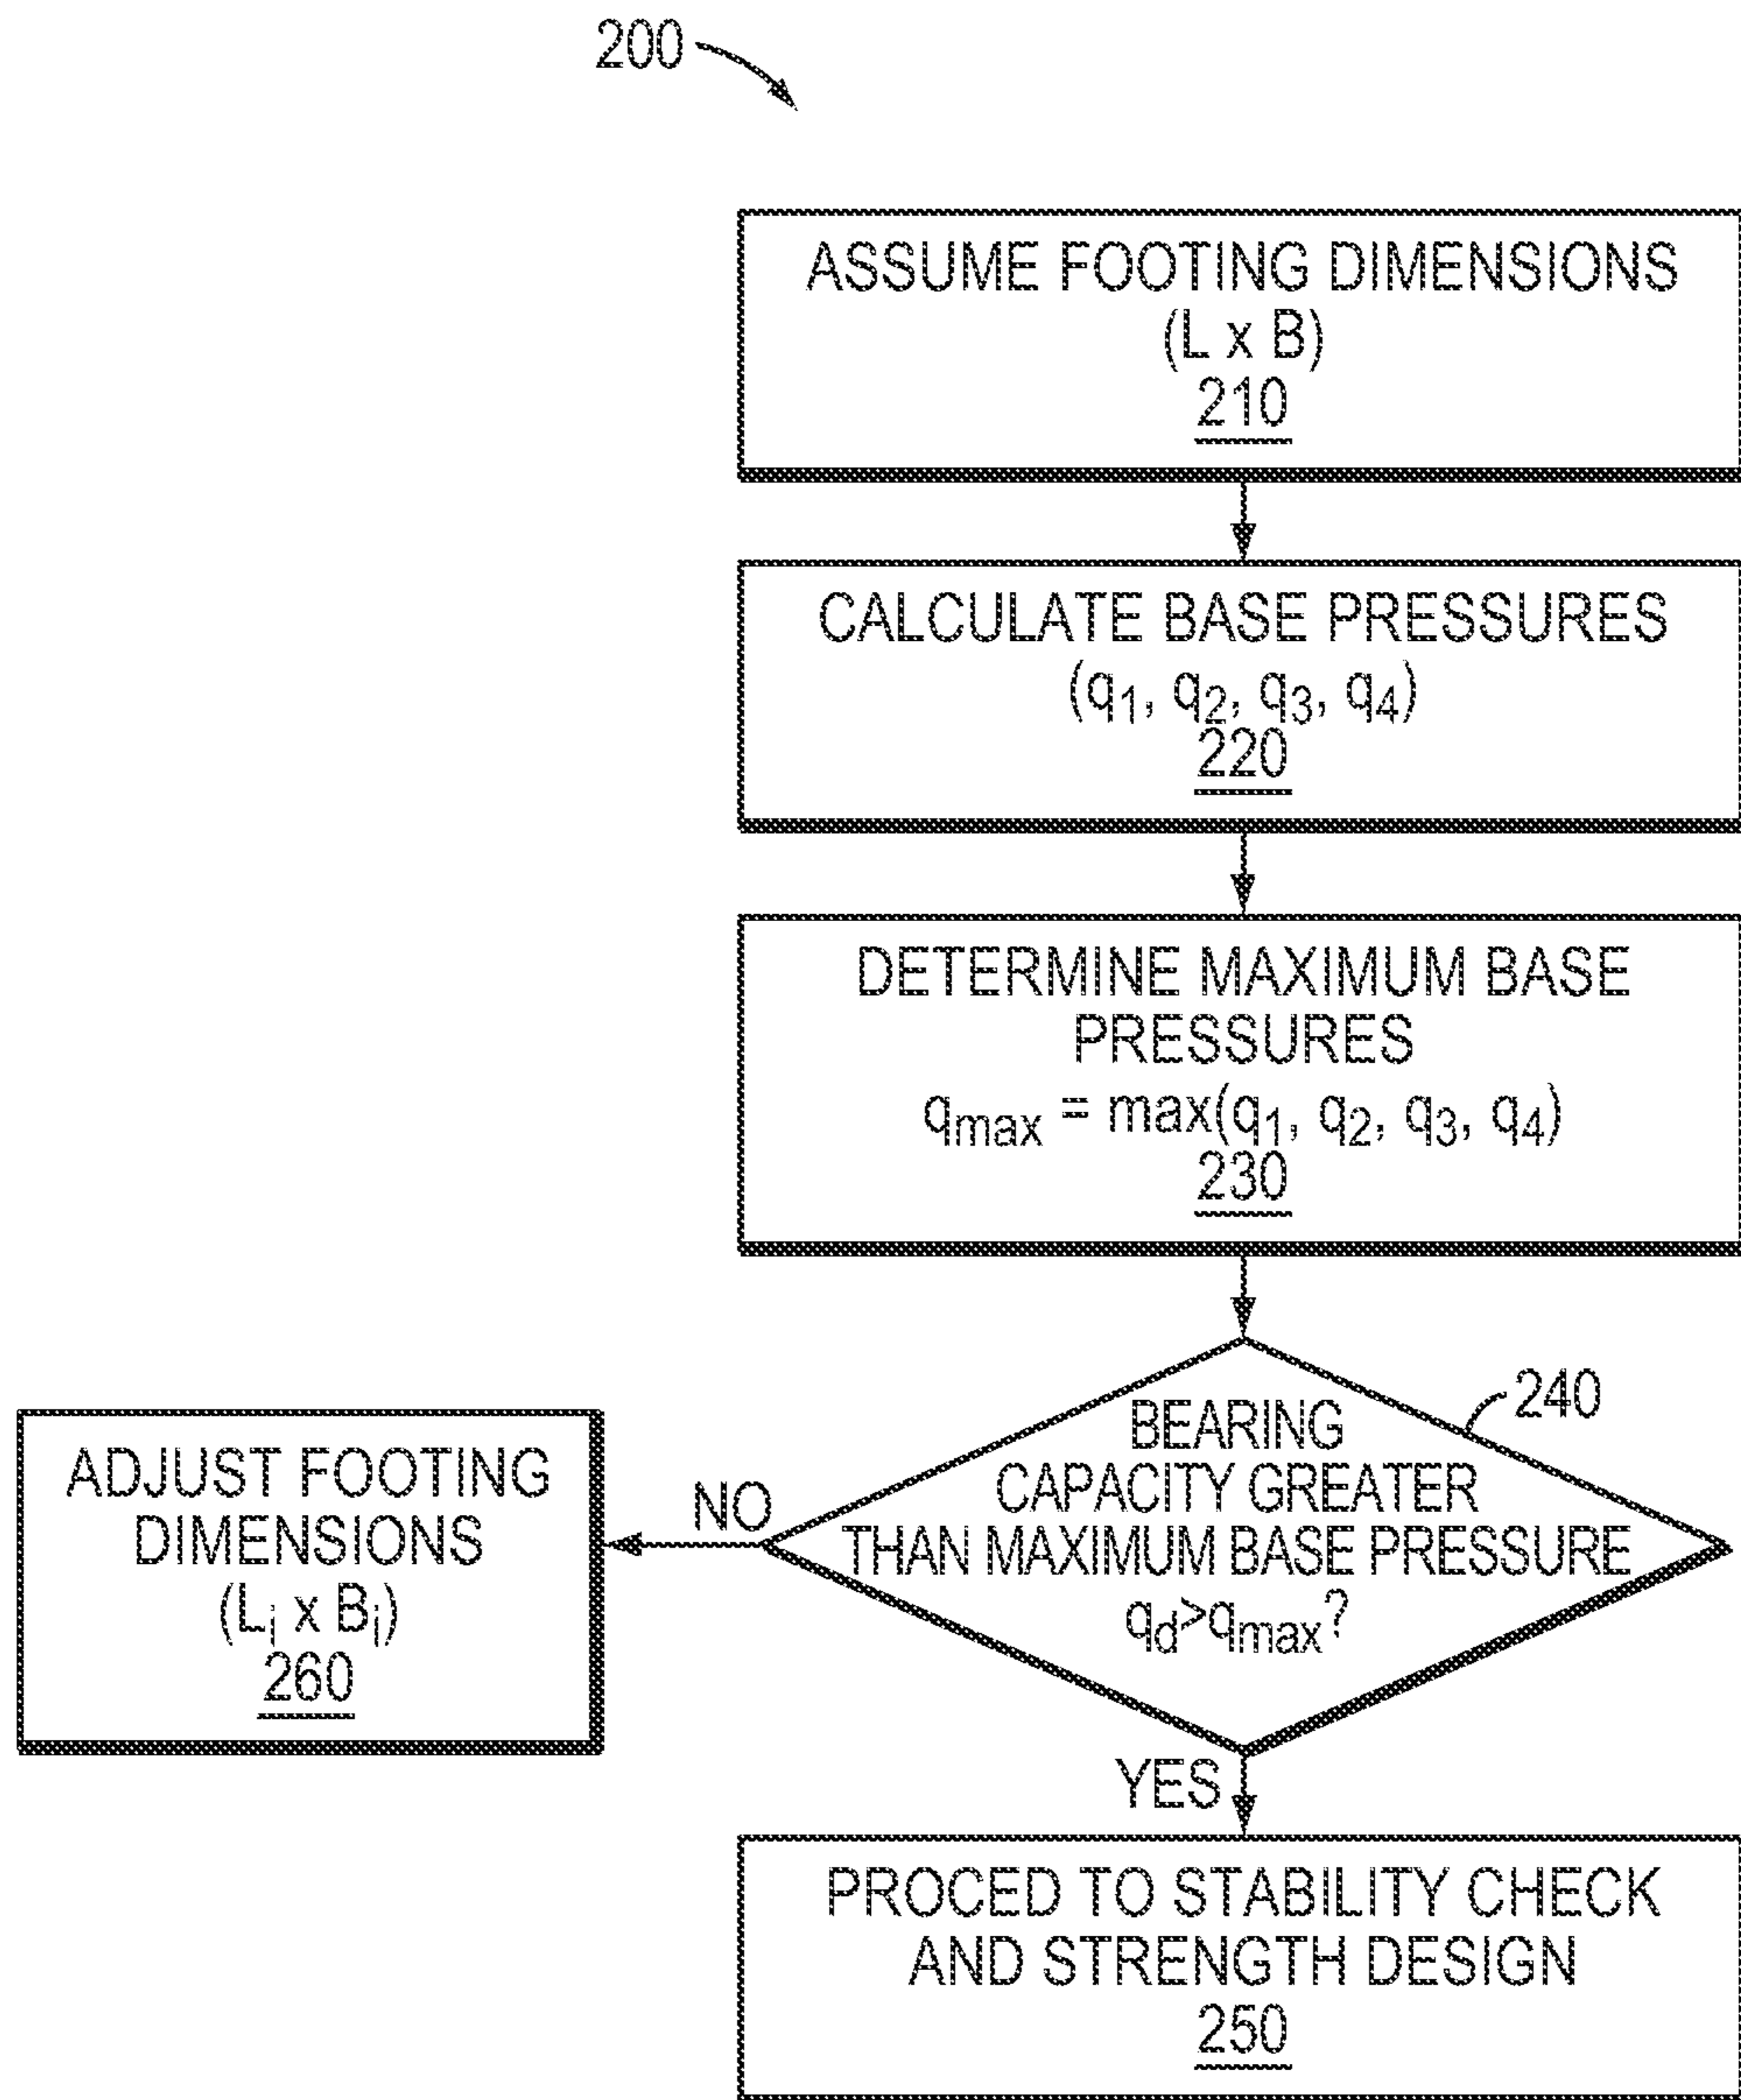 200
ASSUME FOOTING DIMENSIONS
(L x B)
210
CALCULATE BASE PRESSURES
(q₁, q₂, q₃, q₄)
220
DETERMINE MAXIMUM BASE
PRESSURES
qₘₐₓ = max(q₁, q₂, q₃, q₄)
230
240
BEARING
CAPACITY GREATER
THAN MAXIMUM BASE PRESSURE
q_d>qₘₐₓ?
NO
ADJUST FOOTING
DIMENSIONS
(Lᵢ x Bᵢ)
260
YES
PROCED TO STABILITY CHECK
AND STRENGTH DESIGN
250